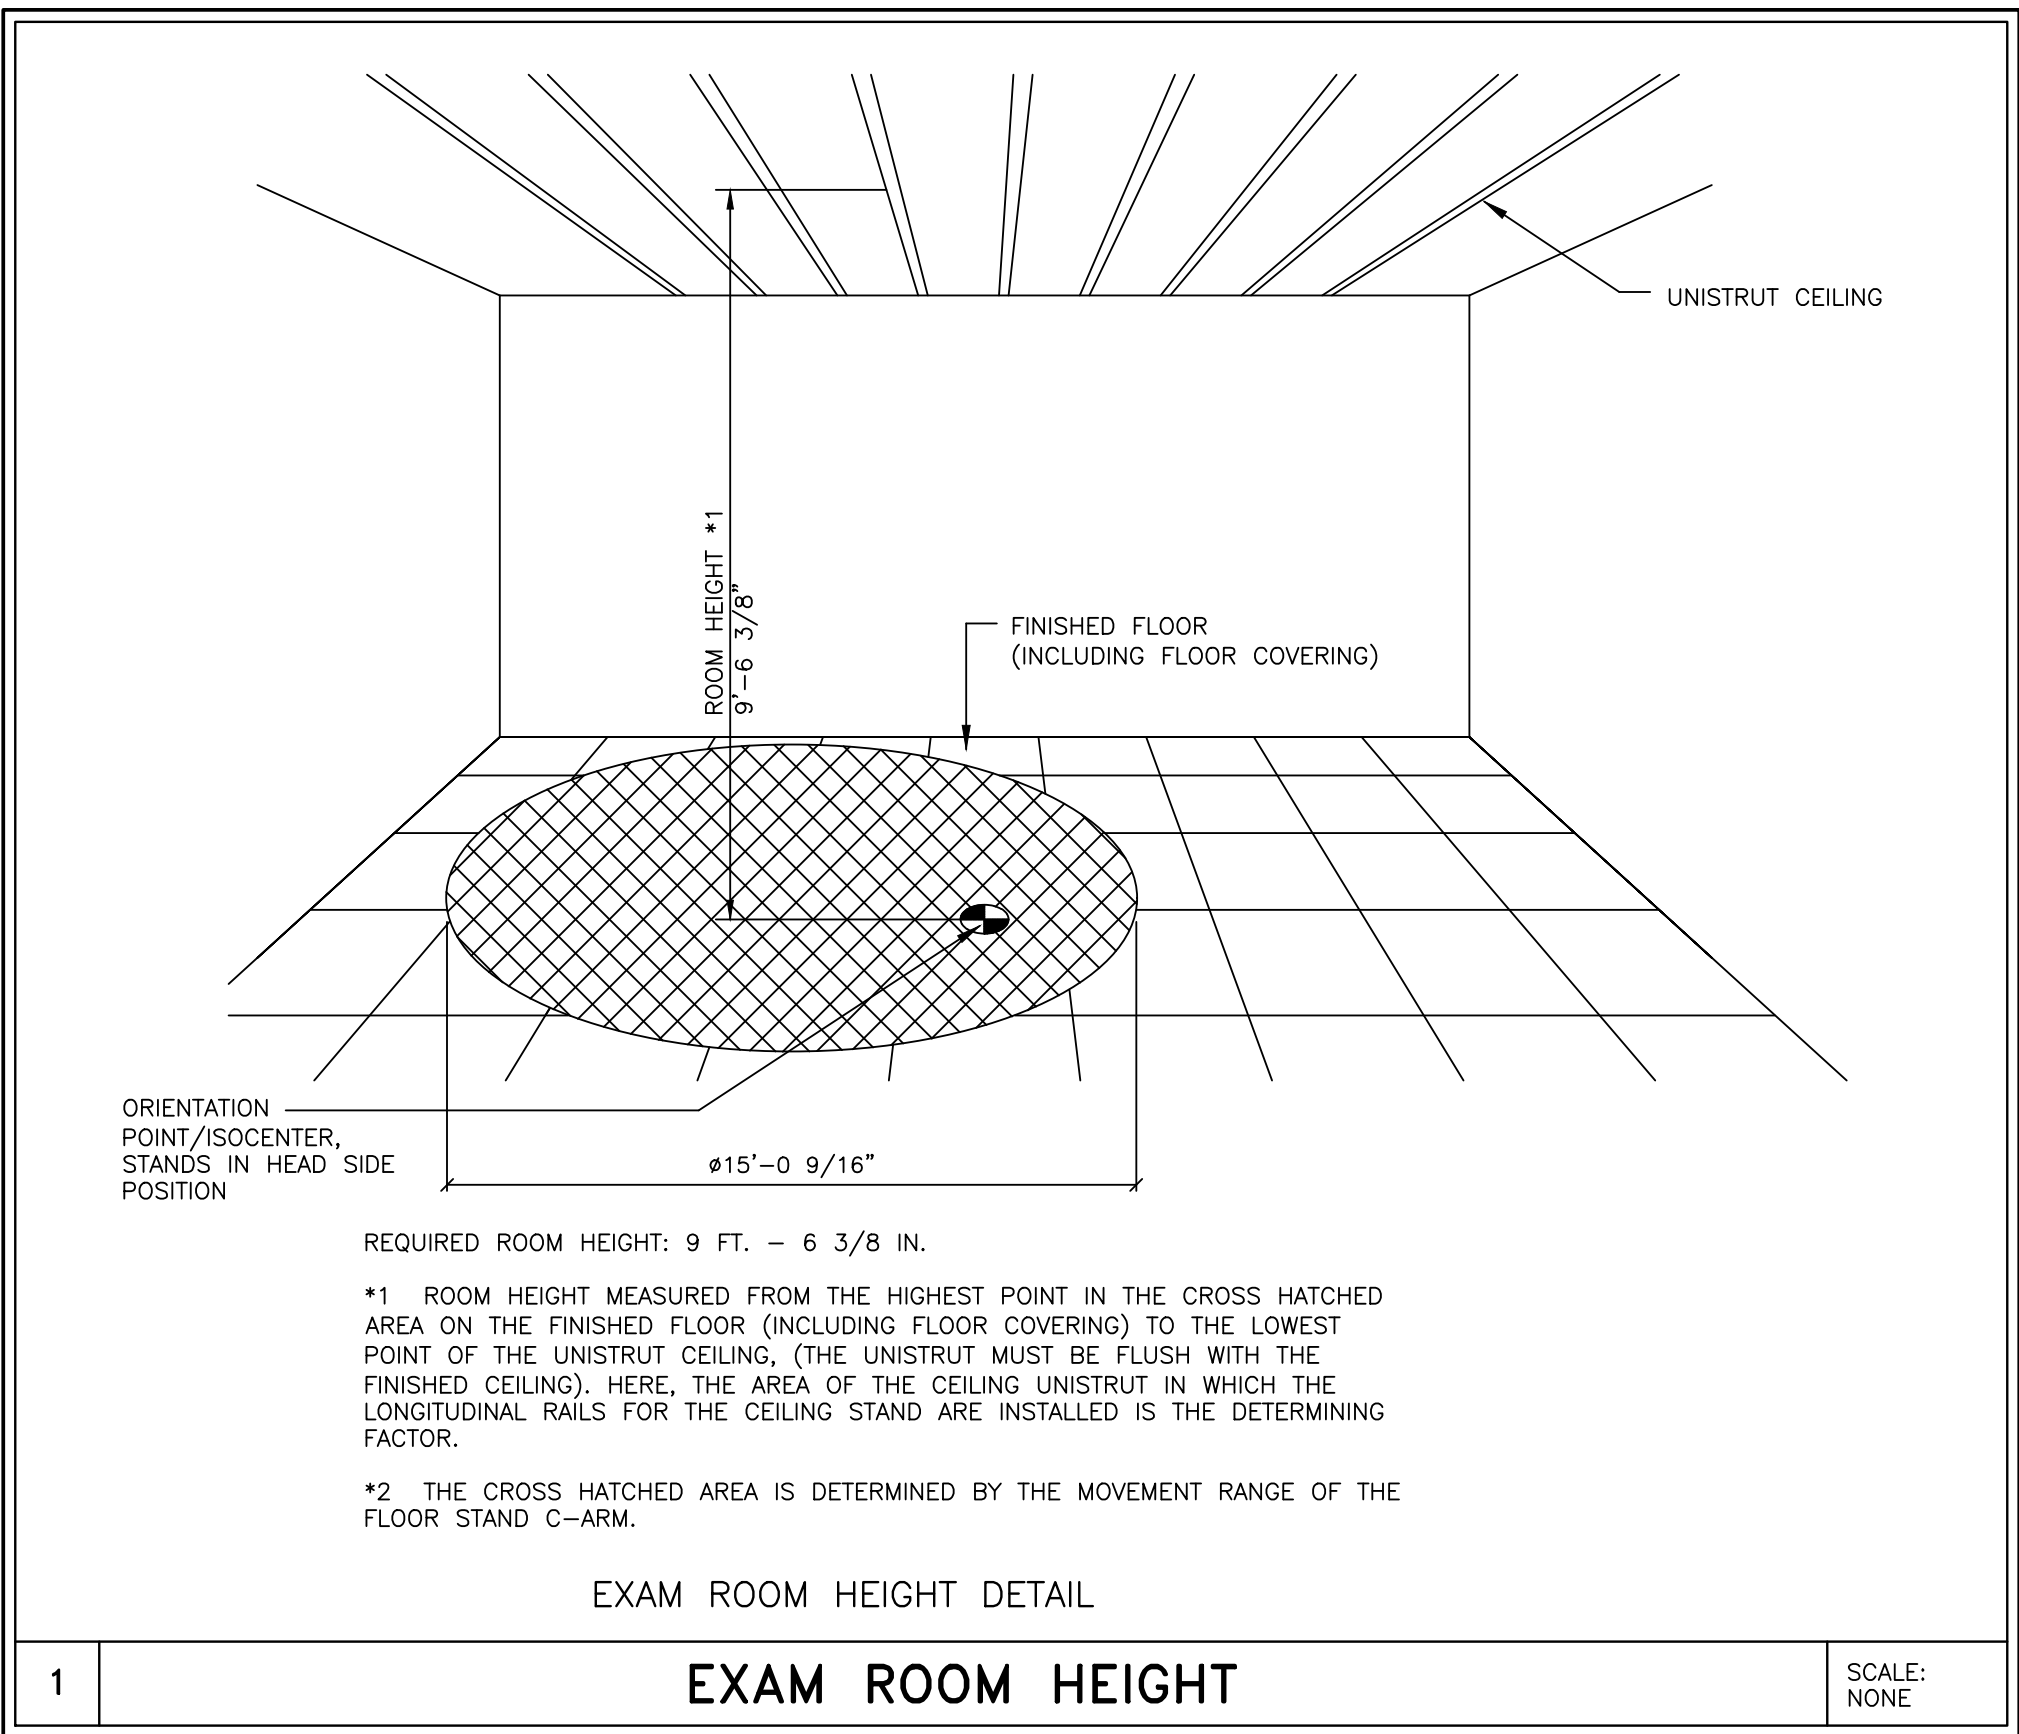 UNISTRUT CEILING
ROOM HEIGHT *1
9'-6 3/8"
FINISHED FLOOR
(INCLUDING FLOOR COVERING)
ORIENTATION
POINT/ISOCENTER,
STANDS IN HEAD SIDE
POSITION
ø15'-0 9/16"
REQUIRED ROOM HEIGHT: 9 FT. - 6 3/8 IN.
*1 ROOM HEIGHT MEASURED FROM THE HIGHEST POINT IN THE CROSS HATCHED
AREA ON THE FINISHED FLOOR (INCLUDING FLOOR COVERING) TO THE LOWEST
POINT OF THE UNISTRUT CEILING, (THE UNISTRUT MUST BE FLUSH WITH THE
FINISHED CEILING). HERE, THE AREA OF THE CEILING UNISTRUT IN WHICH THE
LONGITUDINAL RAILS FOR THE CEILING STAND ARE INSTALLED IS THE DETERMINING
FACTOR.
*2 THE CROSS HATCHED AREA IS DETERMINED BY THE MOVEMENT RANGE OF THE
FLOOR STAND C-ARM.
EXAM ROOM HEIGHT DETAIL
1
EXAM ROOM HEIGHT
SCALE:
NONE